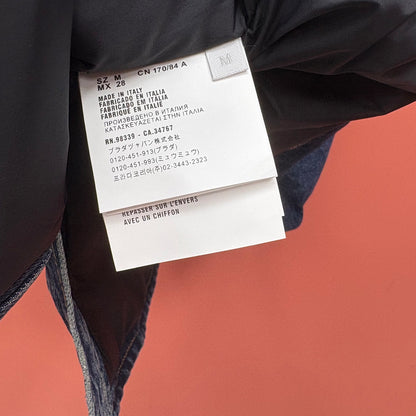 SZ M CN 170/84 A
MX 28
MADE IN ITALY
FABRICADO EN ITALIA
FABRICADO EM ITÁLIA
FABRIQUÉ EN ITALIE
ПРОИЗВЕДЕНО В ИТАЛИЯ
ΚΑΤΑΣΚΕΥΑΖΕΤΑΙ ΣΤΗΝ ΙΤΑΛΙΑ
RN.98339 - CA.34767
プラダジャパン株式会社
0120-451-913(プラダ)
0120-451-993(ミュウミュウ)
프라다코리아(주)02-3443-2323
M
REPASSER SUR L'ENVERS
AVEC UN CHIFFON